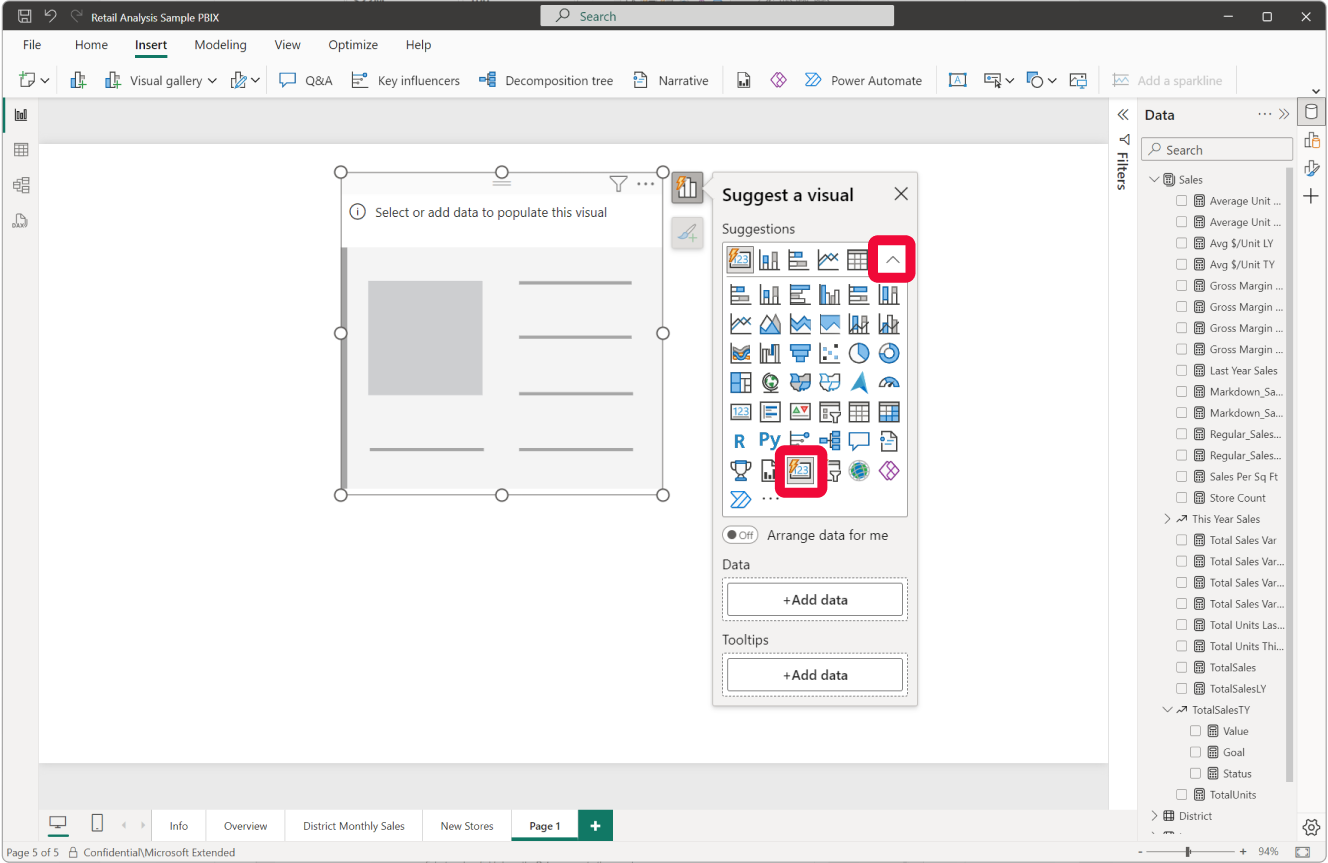 Retail Analysis Sample PBIX
Search
File Home Insert Modeling View Optimize Help
Visual gallery Q&A Key influencers Decomposition tree Narrative Power Automate A Add a sparkline
Data
Search
Filters
Select or add data to populate this visual
Suggest a visual
Suggestions
123
123
R Py
123
Off Arrange data for me
Data
+Add data
Tooltips
+Add data
Sales
Average Unit ...
Average Unit ...
Avg $/Unit LY
Avg $/Unit TY
Gross Margin ...
Gross Margin ...
Gross Margin ...
Gross Margin ...
Last Year Sales
Markdown_Sa...
Markdown_Sa...
Regular_Sales...
Regular_Sales...
Sales Per Sq Ft
Store Count
This Year Sales
Total Sales Var
Total Sales Var...
Total Sales Var...
Total Sales Var...
Total Units Las...
Total Units Thi...
TotalSales
TotalSalesLY
TotalSalesTY
Value
Goal
Status
TotalUnits
District
DAX
Info Overview District Monthly Sales New Stores Page 1 +
Page 5 of 5 Confidential\Microsoft Extended - + 94%